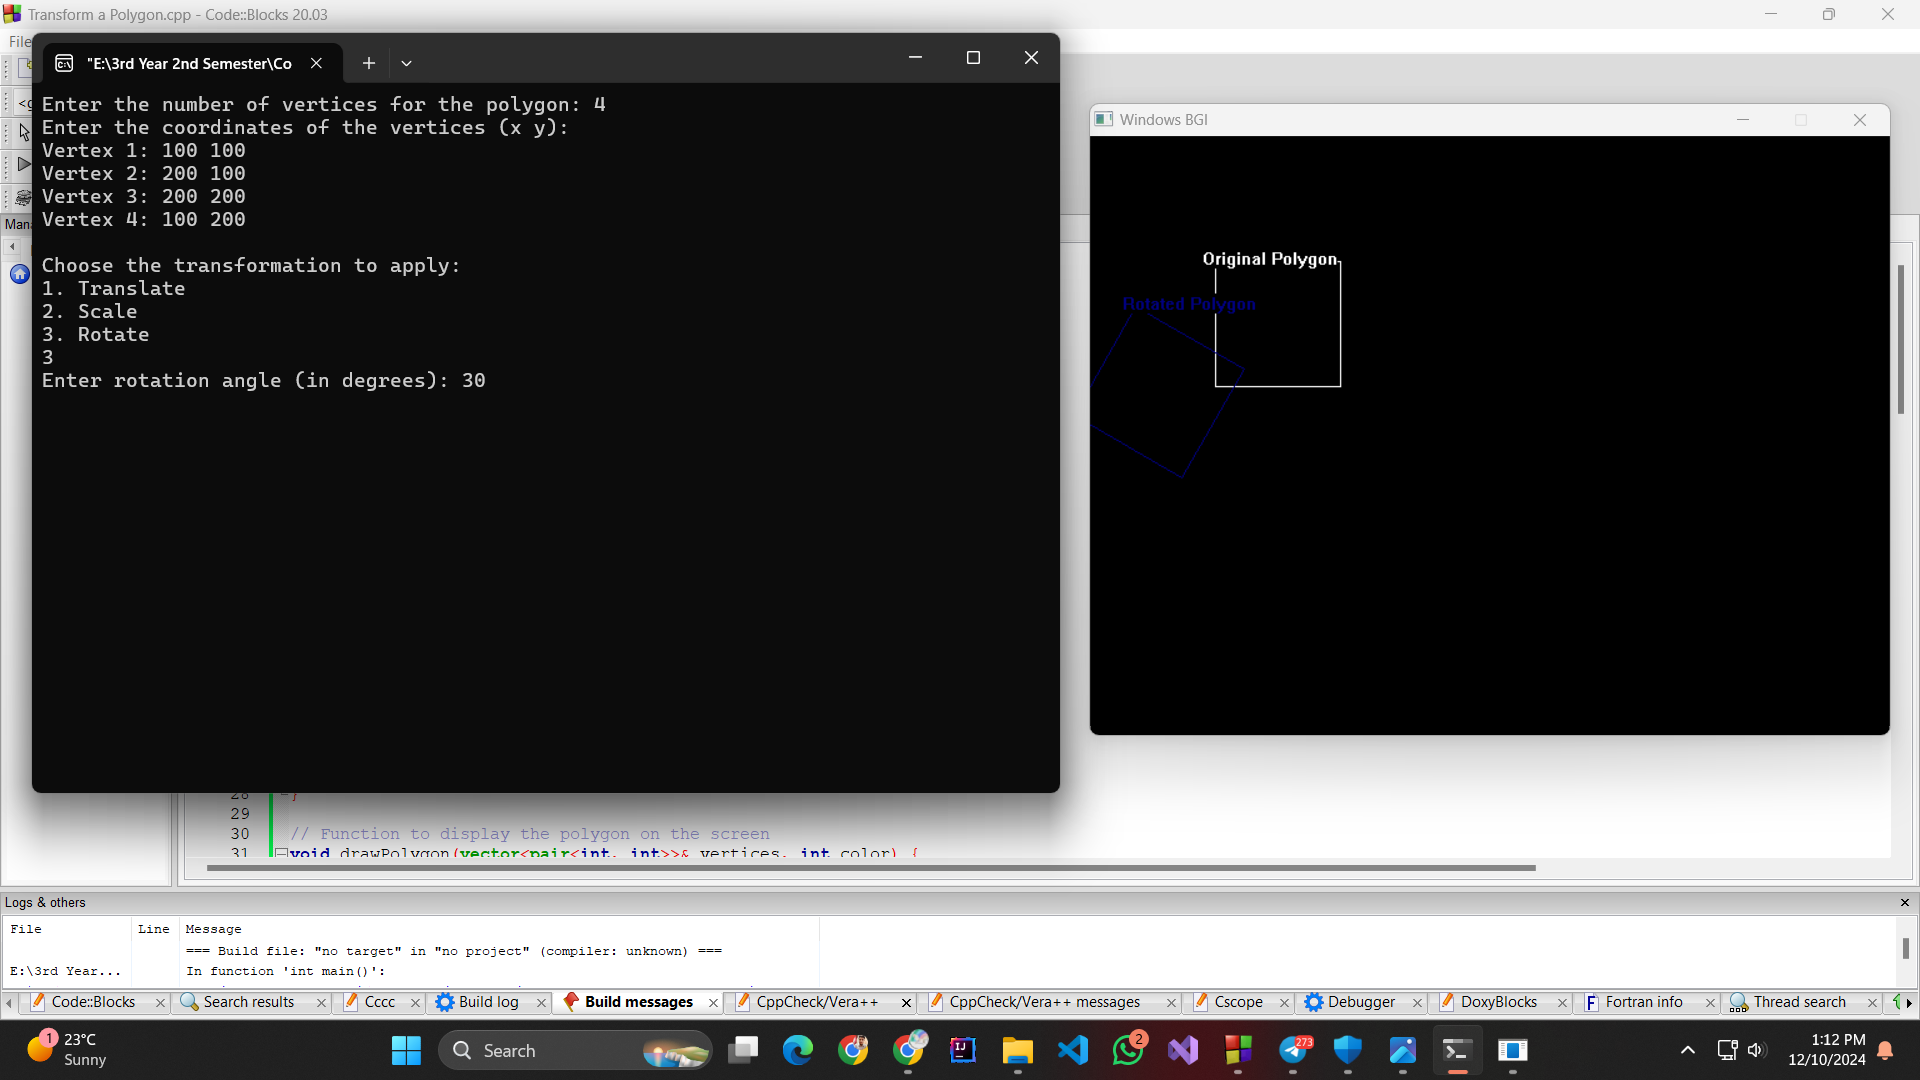 Transform a Polygon.cpp - Code::Blocks 20.03
File
"E:\3rd Year 2nd Semester\Co
Enter the number of vertices for the polygon: 4
Enter the coordinates of the vertices (x y):
Vertex 1: 100 100
Vertex 2: 200 100
Vertex 3: 200 200
Vertex 4: 100 200
Choose the transformation to apply:
1. Translate
2. Scale
3. Rotate
3
Enter rotation angle (in degrees): 30
Windows BGI
Original Polygon
Rotated Polygon
28 }
29
30 // Function to display the polygon on the screen
31 void drawPolygon(vector<pair<int, int>>& vertices, int color) {
Logs & others
File Line Message
=== Build file: "no target" in "no project" (compiler: unknown) ===
E:\3rd Year... In function 'int main()':
Code::Blocks Search results Cccc Build log Build messages CppCheck/Vera++ CppCheck/Vera++ messages Cscope Debugger DoxyBlocks Fortran info Thread search
1 23°C
Sunny
Search
2
273
1:12 PM
12/10/2024